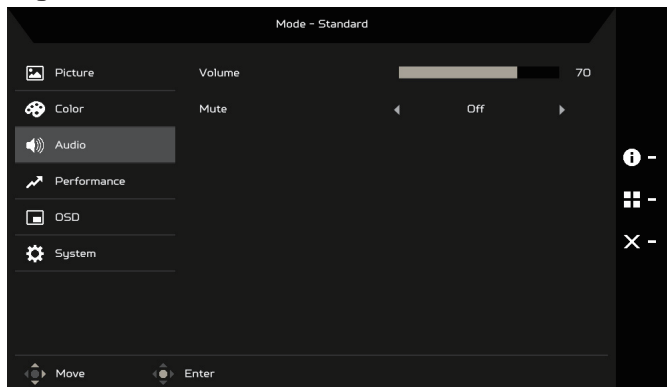 Mode - Standard
Picture
Volume 70
Color
Mute Off
Audio
Performance
OSD
System
Move Enter